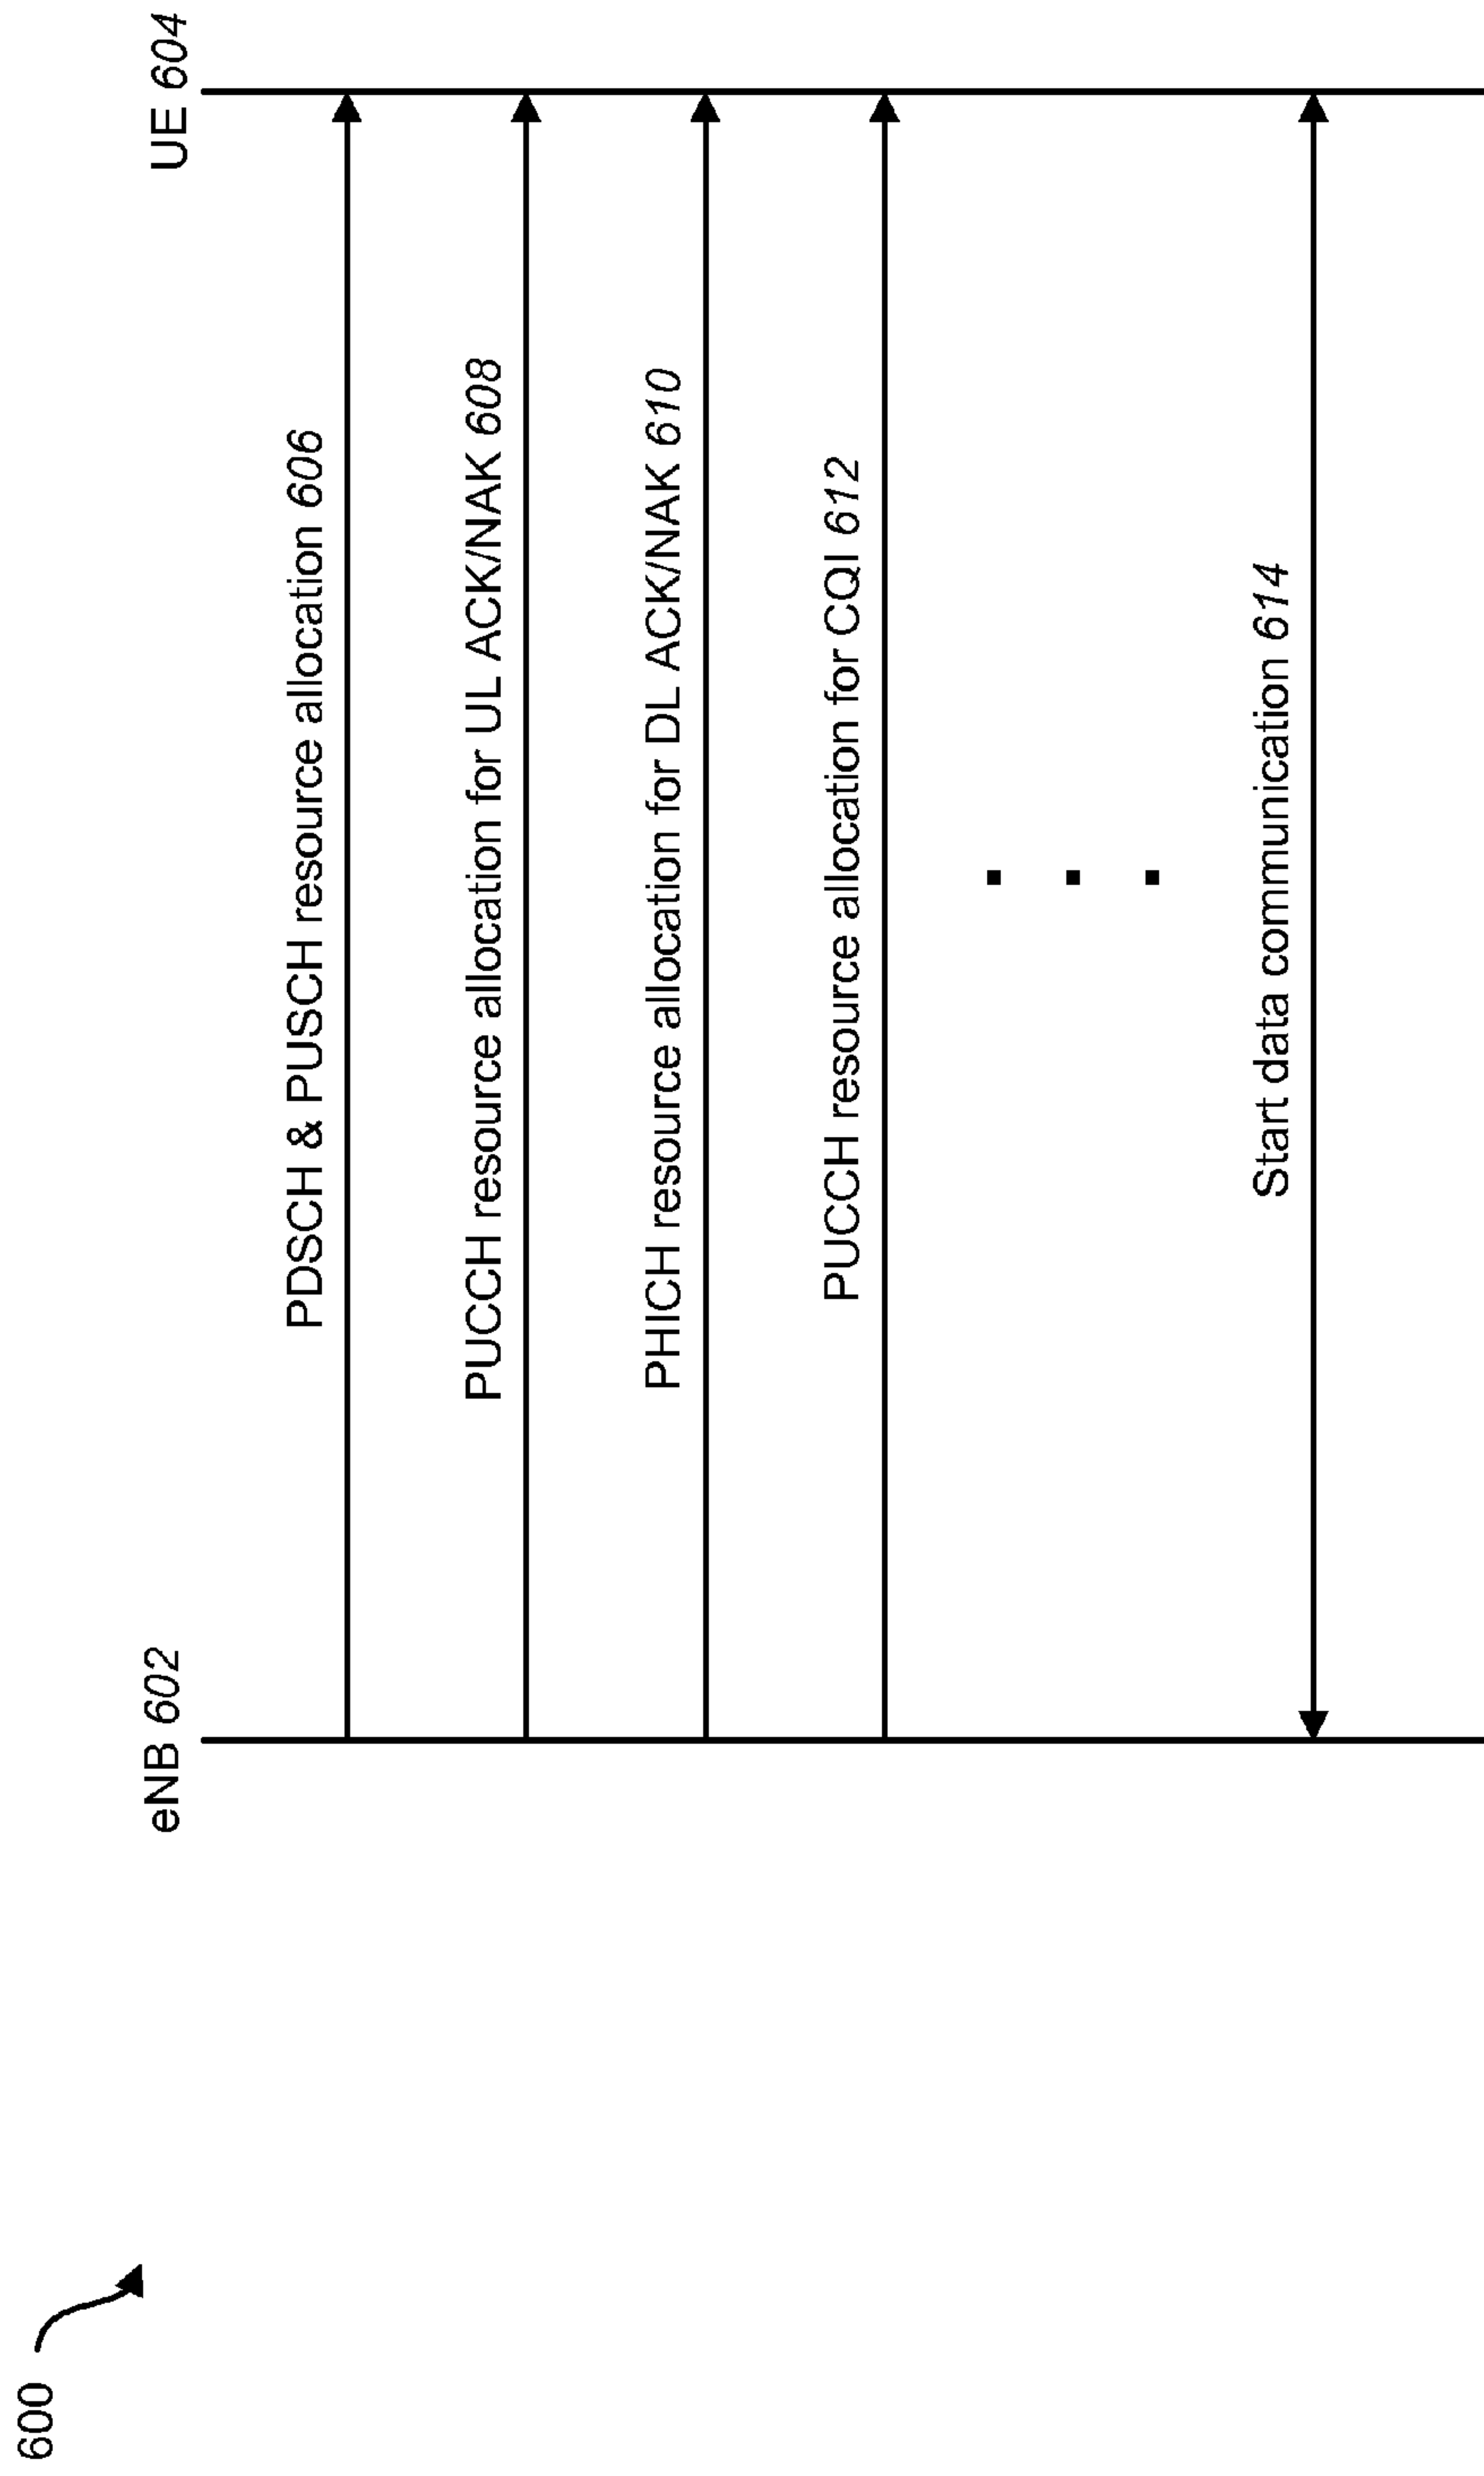 600
eNB 602
UE 604
PDSCH & PUSCH resource allocation 606
PUCCH resource allocation for UL ACK/NAK 608
PHICH resource allocation for DL ACK/NAK 610
PUCCH resource allocation for CQI 612
Start data communication 614